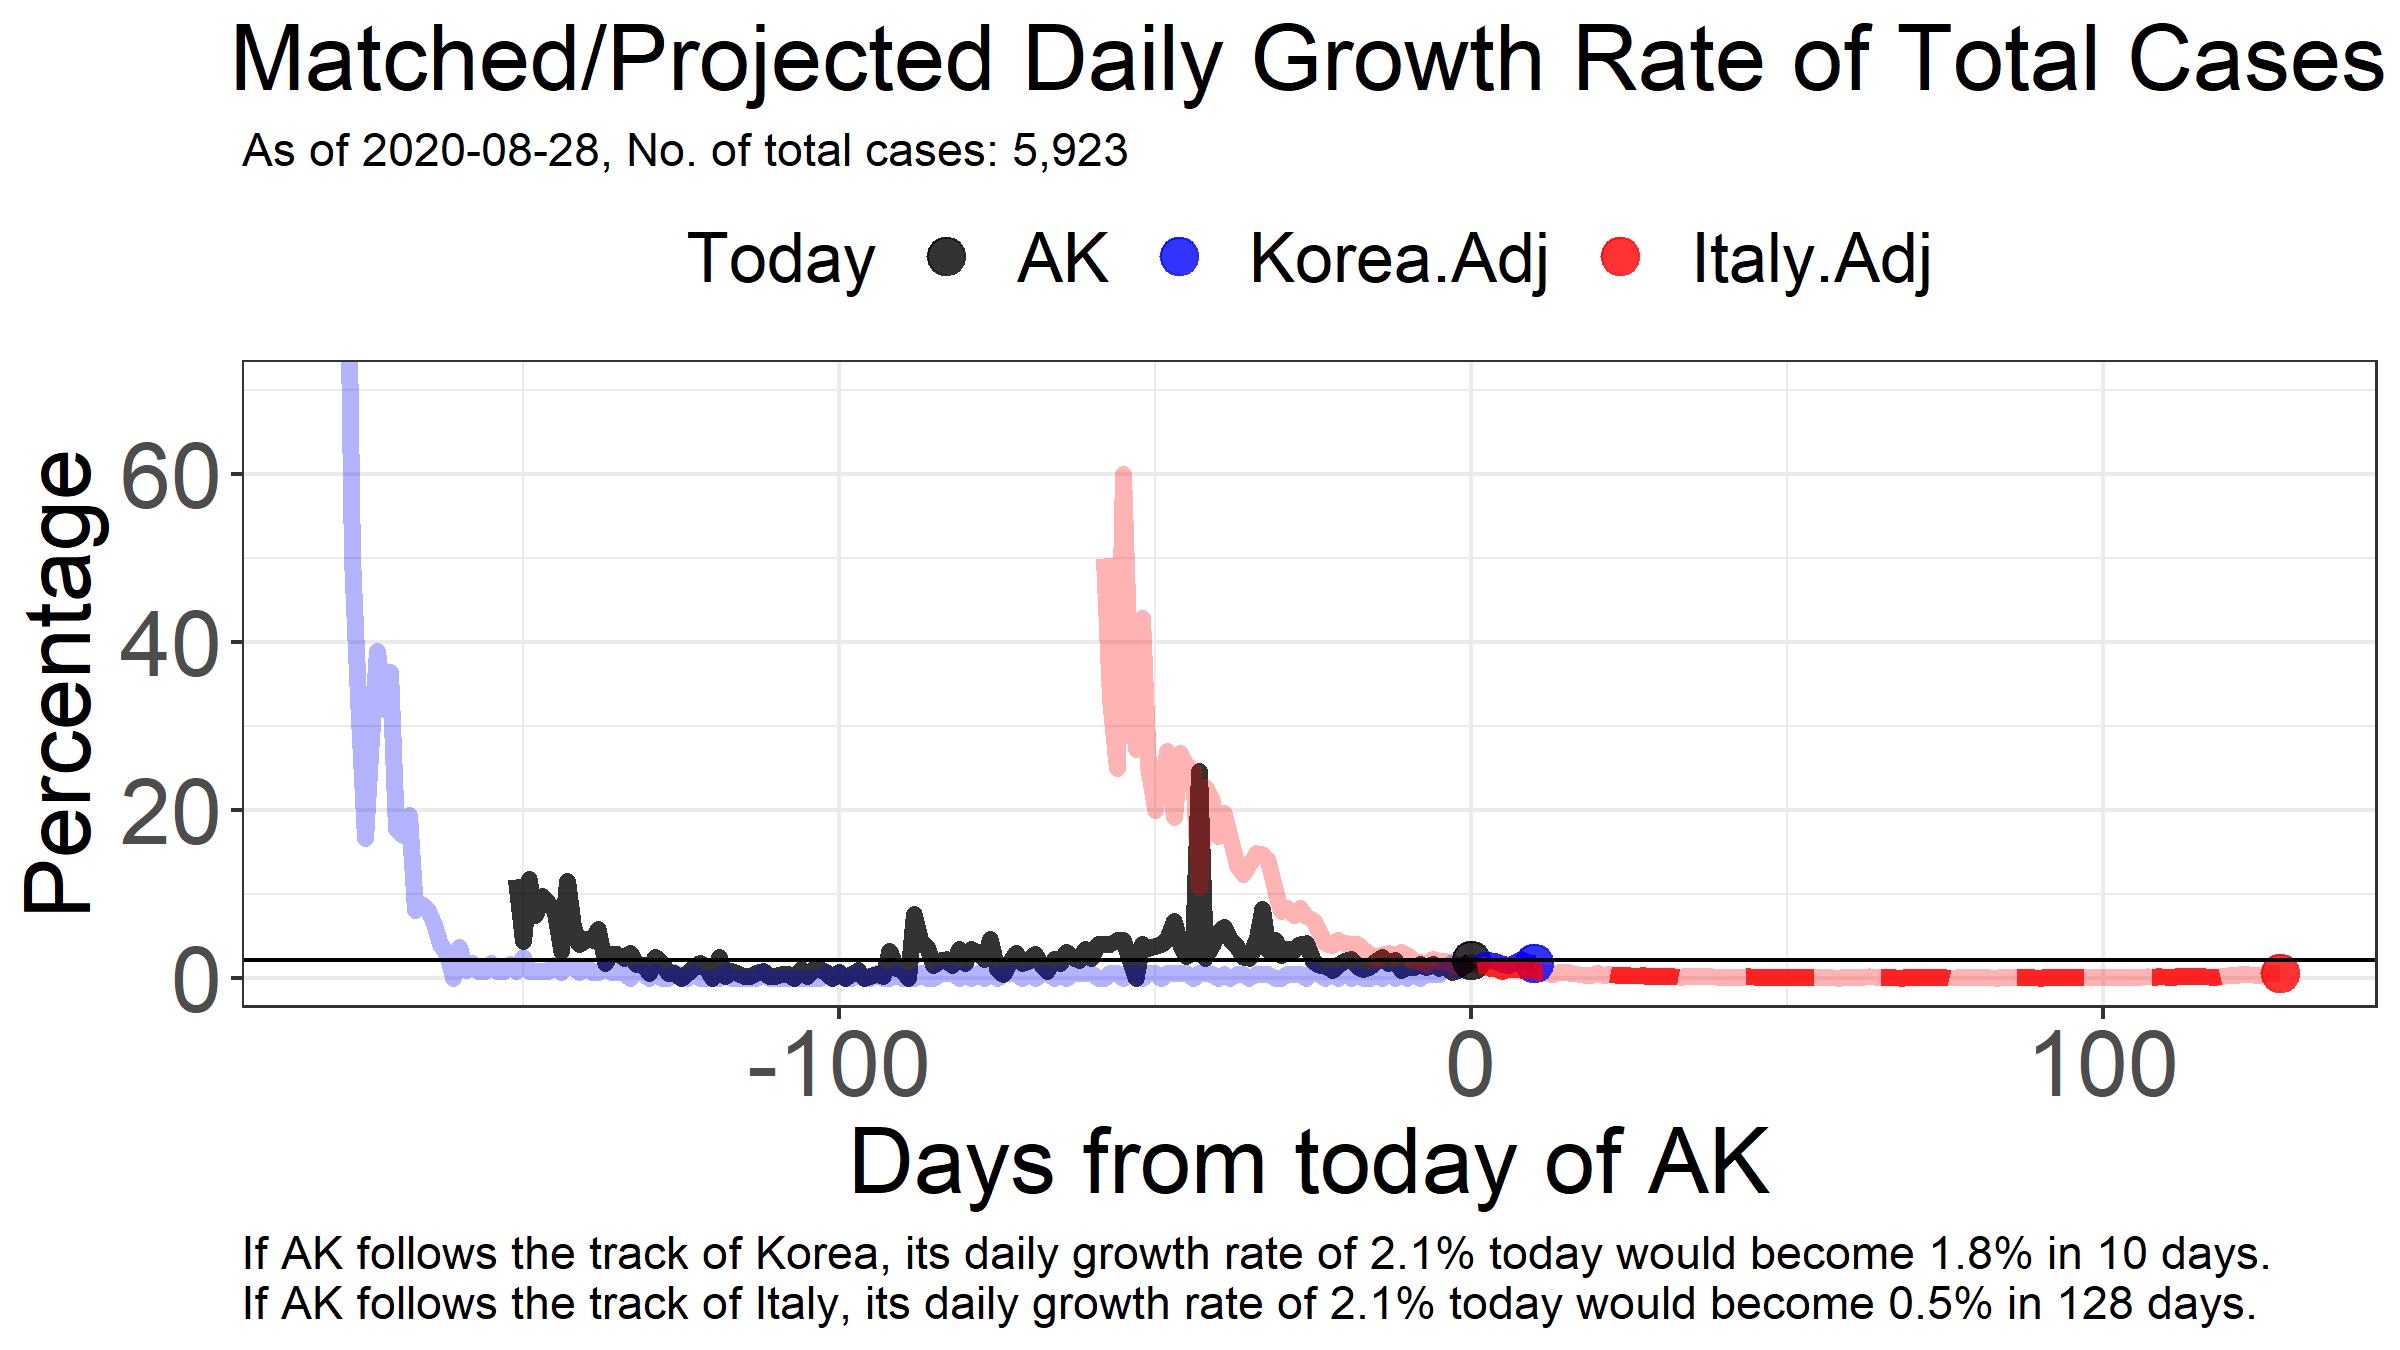 Matched/Projected Daily Growth Rate of Total Cases
As of 2020-08-28, No. of total cases: 5,923
Today AK Korea.Adj Italy.Adj
Percentage
60
40
20
0
-100 0 100
Days from today of AK
If AK follows the track of Korea, its daily growth rate of 2.1% today would become 1.8% in 10 days.
If AK follows the track of Italy, its daily growth rate of 2.1% today would become 0.5% in 128 days.